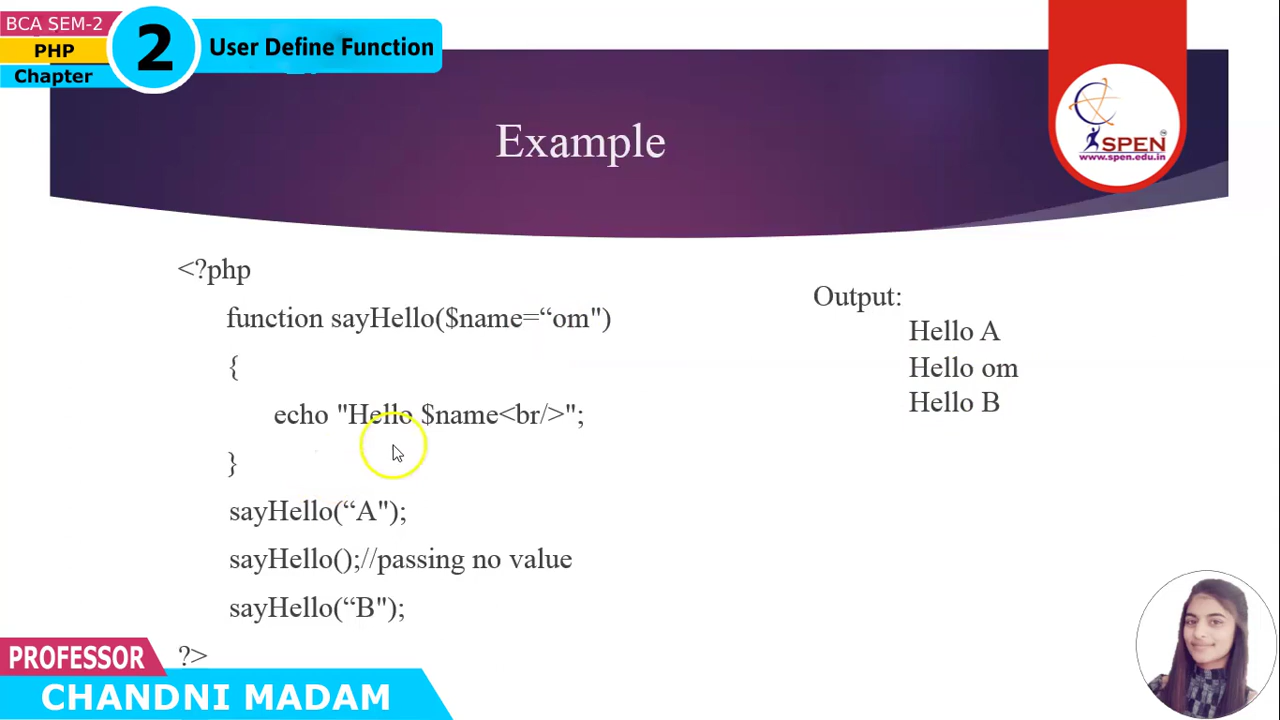 BCA SEM-2
PHP
Chapter
2
User Define Function
Example
SPEN
www.spen.edu.in
<?php
function sayHello($name=“om")
{
echo "Hello $name<br/>";
}
sayHello(“A");
sayHello();//passing no value
sayHello(“B");
?>
Output:
Hello A
Hello om
Hello B
PROFESSOR
CHANDNI MADAM